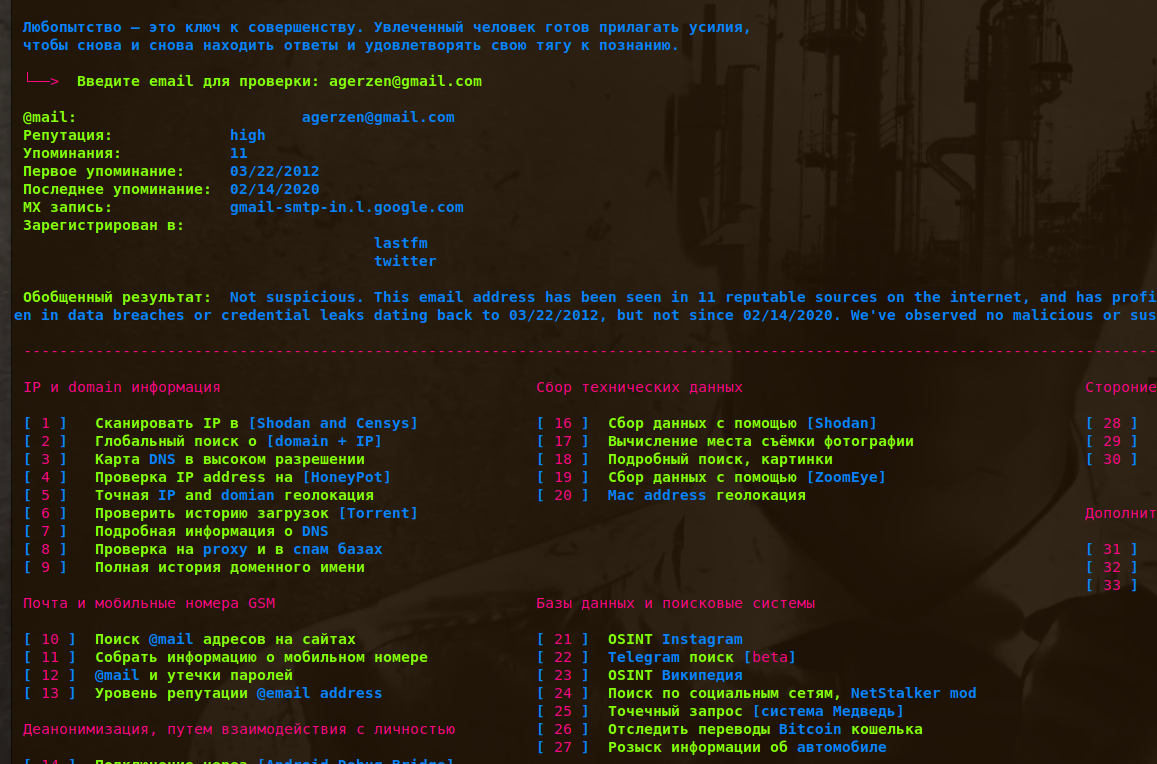 Любопытство — это ключ к совершенству. Увлеченный человек готов прилагать усилия,
чтобы снова и снова находить ответы и удовлетворять свою тягу к познанию.
└──> Введите email для проверки: agerzen@gmail.com
@mail: agerzen@gmail.com
Репутация: high
Упоминания: 11
Первое упоминание: 03/22/2012
Последнее упоминание: 02/14/2020
MX запись: gmail-smtp-in.l.google.com
Зарегистрирован в:
lastfm
twitter
Обобщенный результат: Not suspicious. This email address has been seen in 11 reputable sources on the internet, and has profi
en in data breaches or credential leaks dating back to 03/22/2012, but not since 02/14/2020. We've observed no malicious or sus
IP и domain информация
[ 1 ] Сканировать IP в [Shodan and Censys]
[ 2 ] Глобальный поиск о [domain + IP]
[ 3 ] Карта DNS в высоком разрешении
[ 4 ] Проверка IP address на [HoneyPot]
[ 5 ] Точная IP and domian геолокация
[ 6 ] Проверить историю загрузок [Torrent]
[ 7 ] Подробная информация о DNS
[ 8 ] Проверка на proxy и в спам базах
[ 9 ] Полная история доменного имени
Почта и мобильные номера GSM
[ 10 ] Поиск @mail адресов на сайтах
[ 11 ] Собрать информацию о мобильном номере
[ 12 ] @mail и утечки паролей
[ 13 ] Уровень репутации @email address
Деанонимизация, путем взаимодействия с личностью
[ 14 ] Подключение через [Android Debug Bridge]
Сбор технических данных
[ 16 ] Сбор данных с помощью [Shodan]
[ 17 ] Вычисление места съёмки фотографии
[ 18 ] Подробный поиск, картинки
[ 19 ] Сбор данных с помощью [ZoomEye]
[ 20 ] Mac address геолокация
Базы данных и поисковые системы
[ 21 ] OSINT Instagram
[ 22 ] Telegram поиск [beta]
[ 23 ] OSINT Википедия
[ 24 ] Поиск по социальным сетям, NetStalker mod
[ 25 ] Точечный запрос [система Медведь]
[ 26 ] Отследить переводы Bitcoin кошелька
[ 27 ] Розыск информации об автомобиле
Стороние
[ 28 ]
[ 29 ]
[ 30 ]
Дополнит
[ 31 ]
[ 32 ]
[ 33 ]